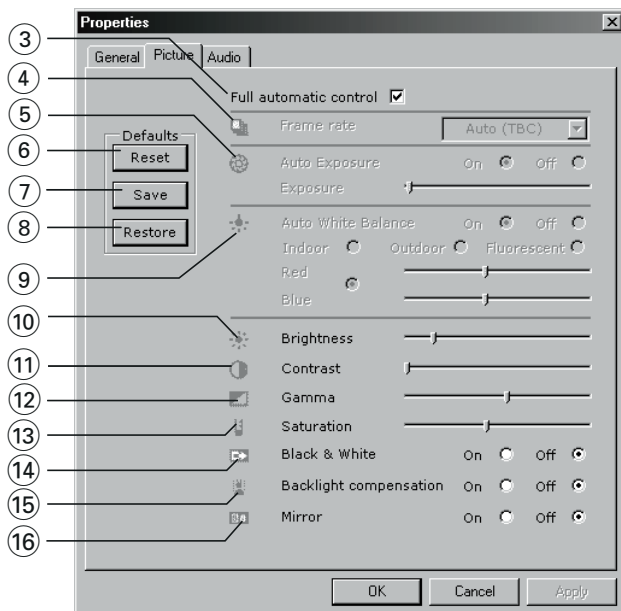 Properties
General Picture Audio
3
Full automatic control
4
Frame rate Auto (TBC)
5
Auto Exposure On Off
Exposure
Defaults
6
Reset
7
Save
8
Restore
9
Auto White Balance On Off
Indoor Outdoor Fluorescent
Red
Blue
10
Brightness
11
Contrast
12
Gamma
13
Saturation
14
Black & White On Off
15
Backlight compensation On Off
16
Mirror On Off
OK Cancel Apply